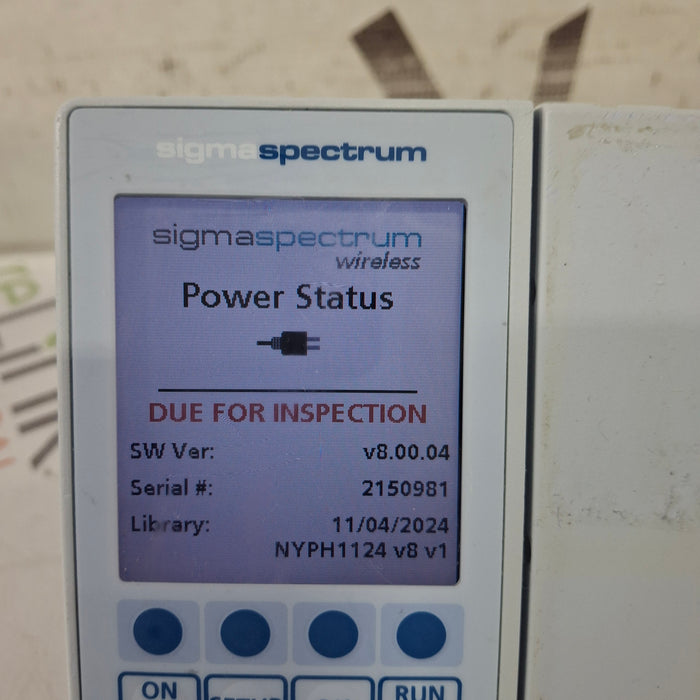 sigmaspectrum
sigmaspectrum
wireless
Power Status
DUE FOR INSPECTION
SW Ver: v8.00.04
Serial #: 2150981
Library: 11/04/2024
NYPH1124 v8 v1
ON RUN